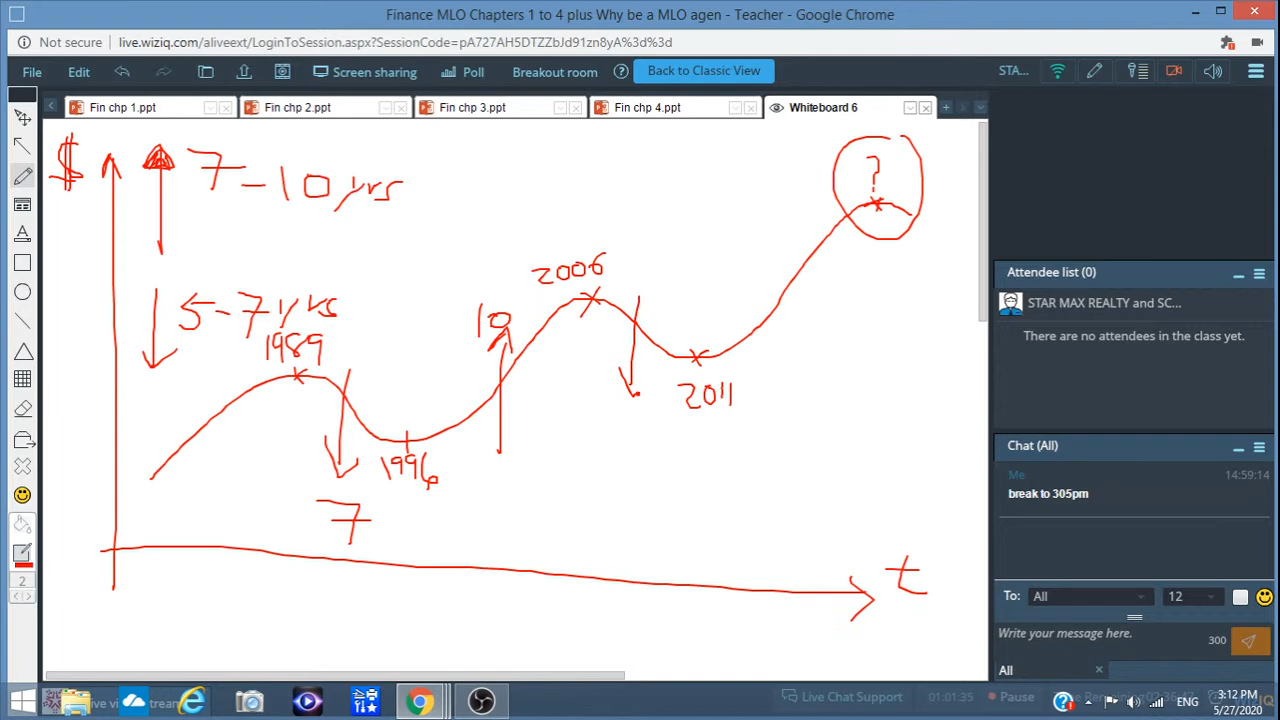 Finance MLO Chapters 1 to 4 plus Why be a MLO agen - Teacher - Google Chrome
Not secure live.wiziq.com/aliveext/LoginToSession.aspx?SessionCode=pA727AH5DTZZbJd91zn8yA%3d%3d
File Edit Screen sharing Poll Breakout room ? Back to Classic View STA...
Fin chp 1.ppt Fin chp 2.ppt Fin chp 3.ppt Fin chp 4.ppt Whiteboard 6
$ 7-10 yrs
?
2006
5-7 yrs
10
1989
2011
1996
7
t
Attendee list (0)
STAR MAX REALTY and SC...
There are no attendees in the class yet.
Chat (All)
Me 14:59:14
break to 305pm
To: All 12
Write your message here. 300
All
Live Chat Support 01:01:35 Pause
ENG 3:12 PM
5/27/2020